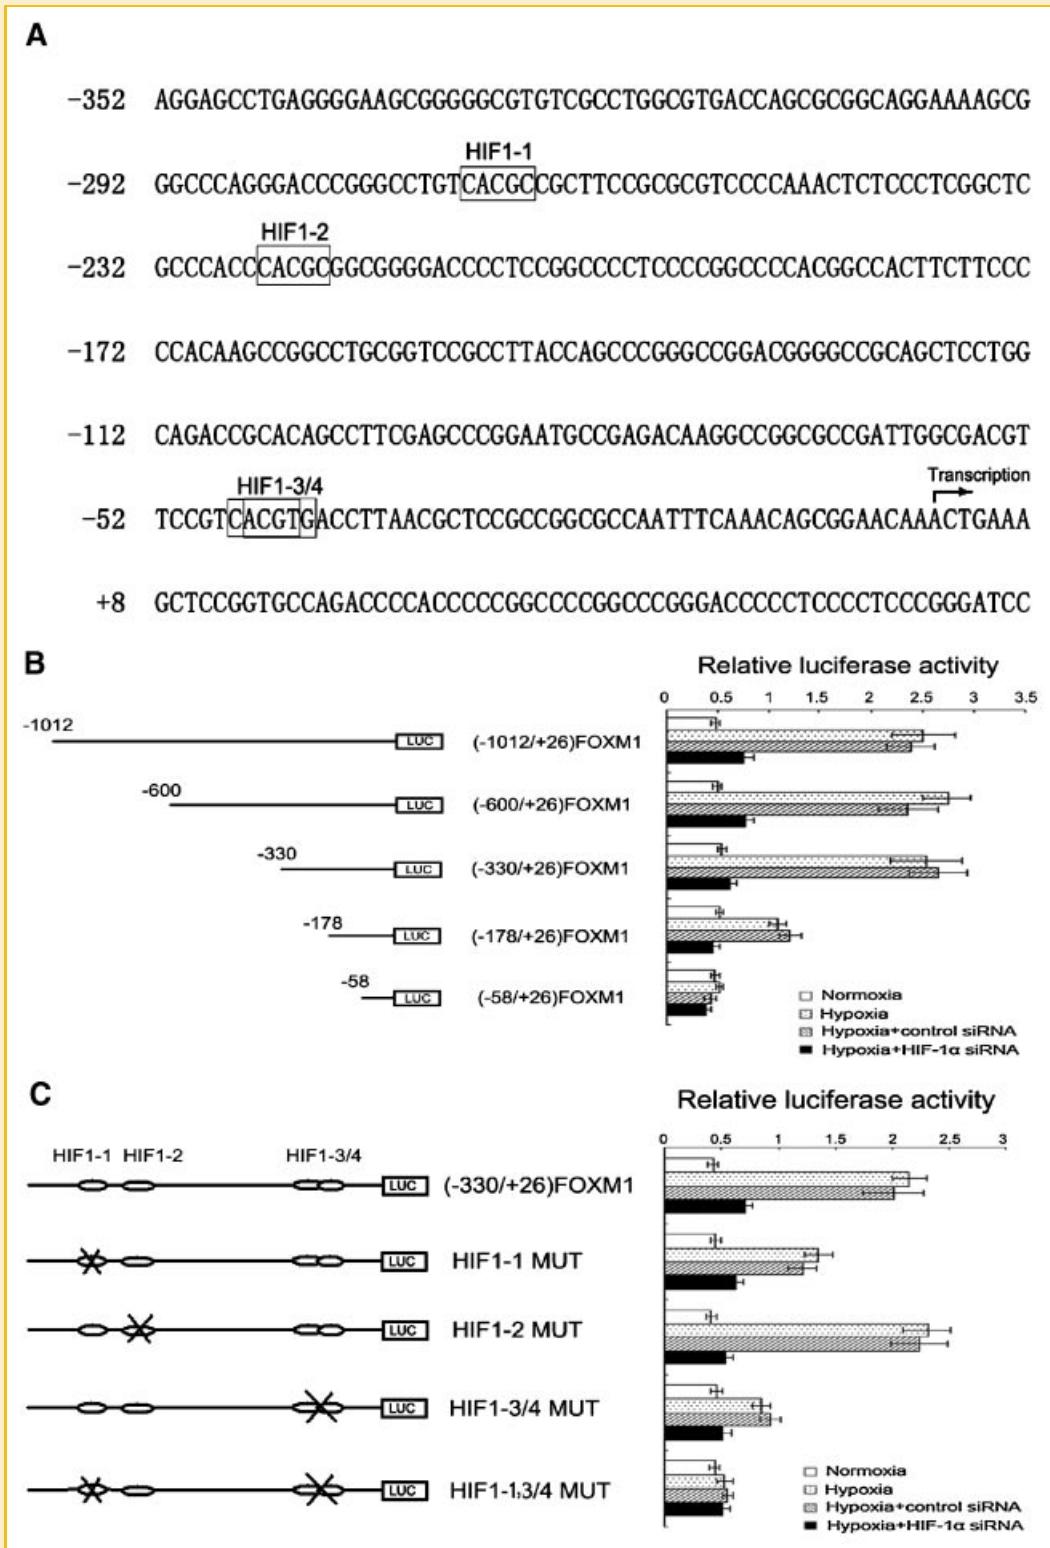 A
-352 AGGAGCCTGAGGGGAAGCGGGGGCGTGTCGCCTGGCGTGACCAGCGCGGCAGGAAAAGCG
HIF1-1
-292 GGCCCAGGGACCCGGGCCTGTCACGCCGCTTCCGCGCGTCCCCAAACTCTCCCTCGGCTC
HIF1-2
-232 GCCCACCCACGCGGCGGGGACCCCTCCGGCCCCTCCCCGGCCCCACGGCCACTTCTTCCC
-172 CCACAAGCCGGCCTGCGGTCCGCCTTACCAGCCCGGGCCGGACGGGGCCGCAGCTCCTGG
-112 CAGACCGCACAGCCTTCGAGCCCGGAATGCCGAGACAAGGCCGGCGCCGATTGGCGACGT
HIF1-3/4 Transcription
-52 TCCGTCACGTGACCTTAACGCTCCGCCGGCGCCAATTTCAAACAGCGGAACAAACTGAAA
+8 GCTCCGGTGCCAGACCCCACCCCCGGCCCCGGCCCGGGACCCCCTCCCCTCCCGGGATCC
B
Relative luciferase activity
0 0.5 1 1.5 2 2.5 3 3.5
-1012 LUC (-1012/+26)FOXM1
-600 LUC (-600/+26)FOXM1
-330 LUC (-330/+26)FOXM1
-178 LUC (-178/+26)FOXM1
-58 LUC (-58/+26)FOXM1
Normoxia
Hypoxia
Hypoxia+control siRNA
Hypoxia+HIF-1α siRNA
C
Relative luciferase activity
0 0.5 1 1.5 2 2.5 3
HIF1-1 HIF1-2 HIF1-3/4
LUC (-330/+26)FOXM1
LUC HIF1-1 MUT
LUC HIF1-2 MUT
LUC HIF1-3/4 MUT
LUC HIF1-1,3/4 MUT
Normoxia
Hypoxia
Hypoxia+control siRNA
Hypoxia+HIF-1α siRNA